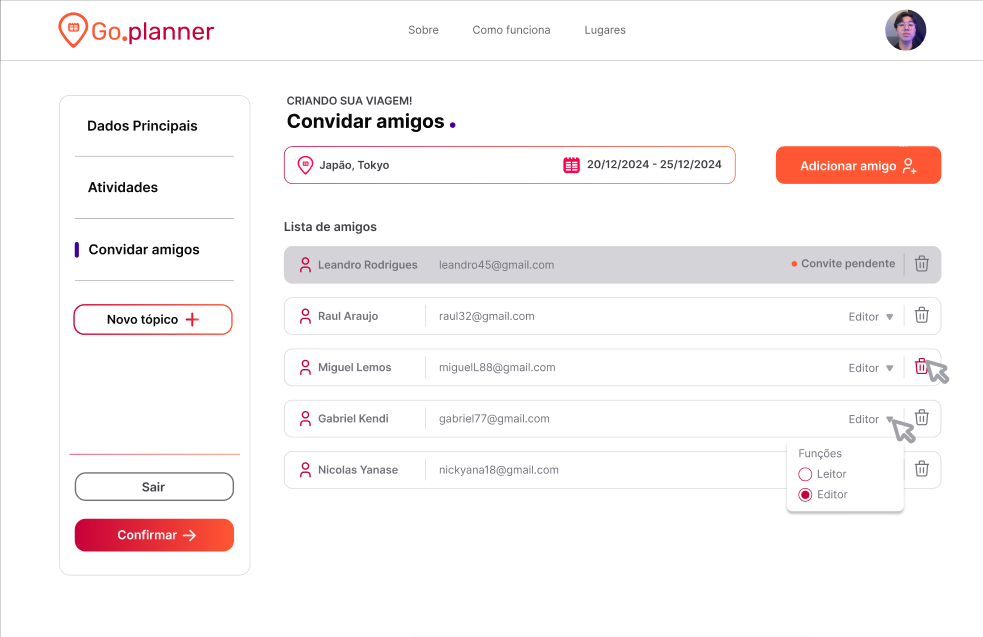 Go.planner
Sobre
Como funciona
Lugares
Dados Principais
Atividades
Convidar amigos
Novo tópico
Sair
Confirmar
CRIANDO SUA VIAGEM!
Convidar amigos
Japão, Tokyo
20/12/2024 - 25/12/2024
Adicionar amigo
Lista de amigos
Leandro Rodrigues leandro45@gmail.com Convite pendente
Raul Araujo raul32@gmail.com Editor
Miguel Lemos miguelL88@gmail.com Editor
Gabriel Kendi gabriel77@gmail.com Editor
Nicolas Yanase nickyana18@gmail.com
Funções
Leitor
Editor